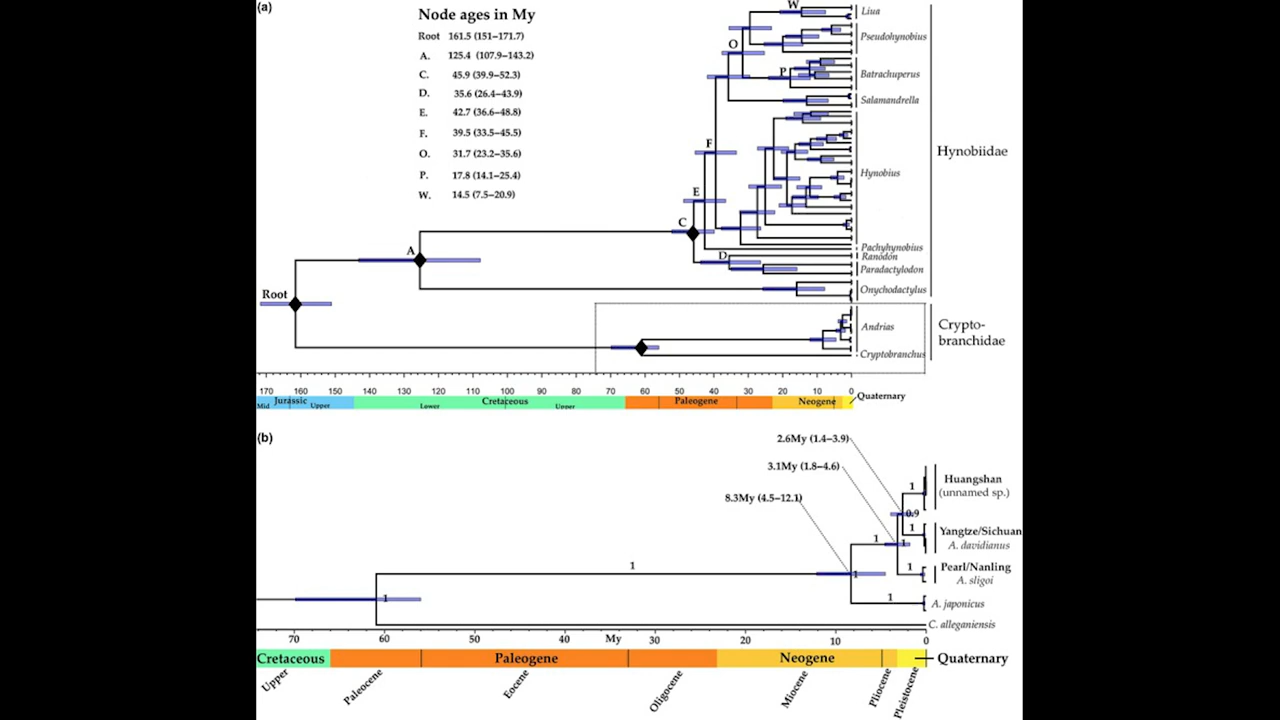 (a)
Node ages in My
Root 161.5 (151–171.7)
A. 125.4 (107.9–143.2)
C. 45.9 (39.9–52.3)
D. 35.6 (26.4–43.9)
E. 42.7 (36.6–48.8)
F. 39.5 (33.5–45.5)
O. 31.7 (23.2–35.6)
P. 17.8 (14.1–25.4)
W. 14.5 (7.5–20.9)
W
O
P
F
E
C
D
A
Root
Liua
Pseudohynobius
Batrachuperus
Salamandrella
Hynobius
Pachyhynobius
Ranodon
Paradactylodon
Onychodactylus
Andrias
Cryptobranchus
Hynobiidae
Crypto-
branchidae
170 160 150 140 130 120 110 100 90 80 70 60 50 40 30 20 10 0
Jurassic Cretaceous Paleogene Neogene Quaternary
Mid Upper Lower Upper
(b)
2.6My (1.4–3.9)
3.1My (1.8–4.6)
8.3My (4.5–12.1)
1
0.9
1
1
1
1
1
1
1
1
Huangshan
(unnamed sp.)
Yangtze/Sichuan
A. davidianus
Pearl/Nanling
A. sligoi
A. japonicus
C. alleganiensis
70 60 50 40 My 30 20 10 0
Cretaceous Paleogene Neogene Quaternary
Upper Paleocene Eocene Oligocene Miocene Pliocene Pleistocene